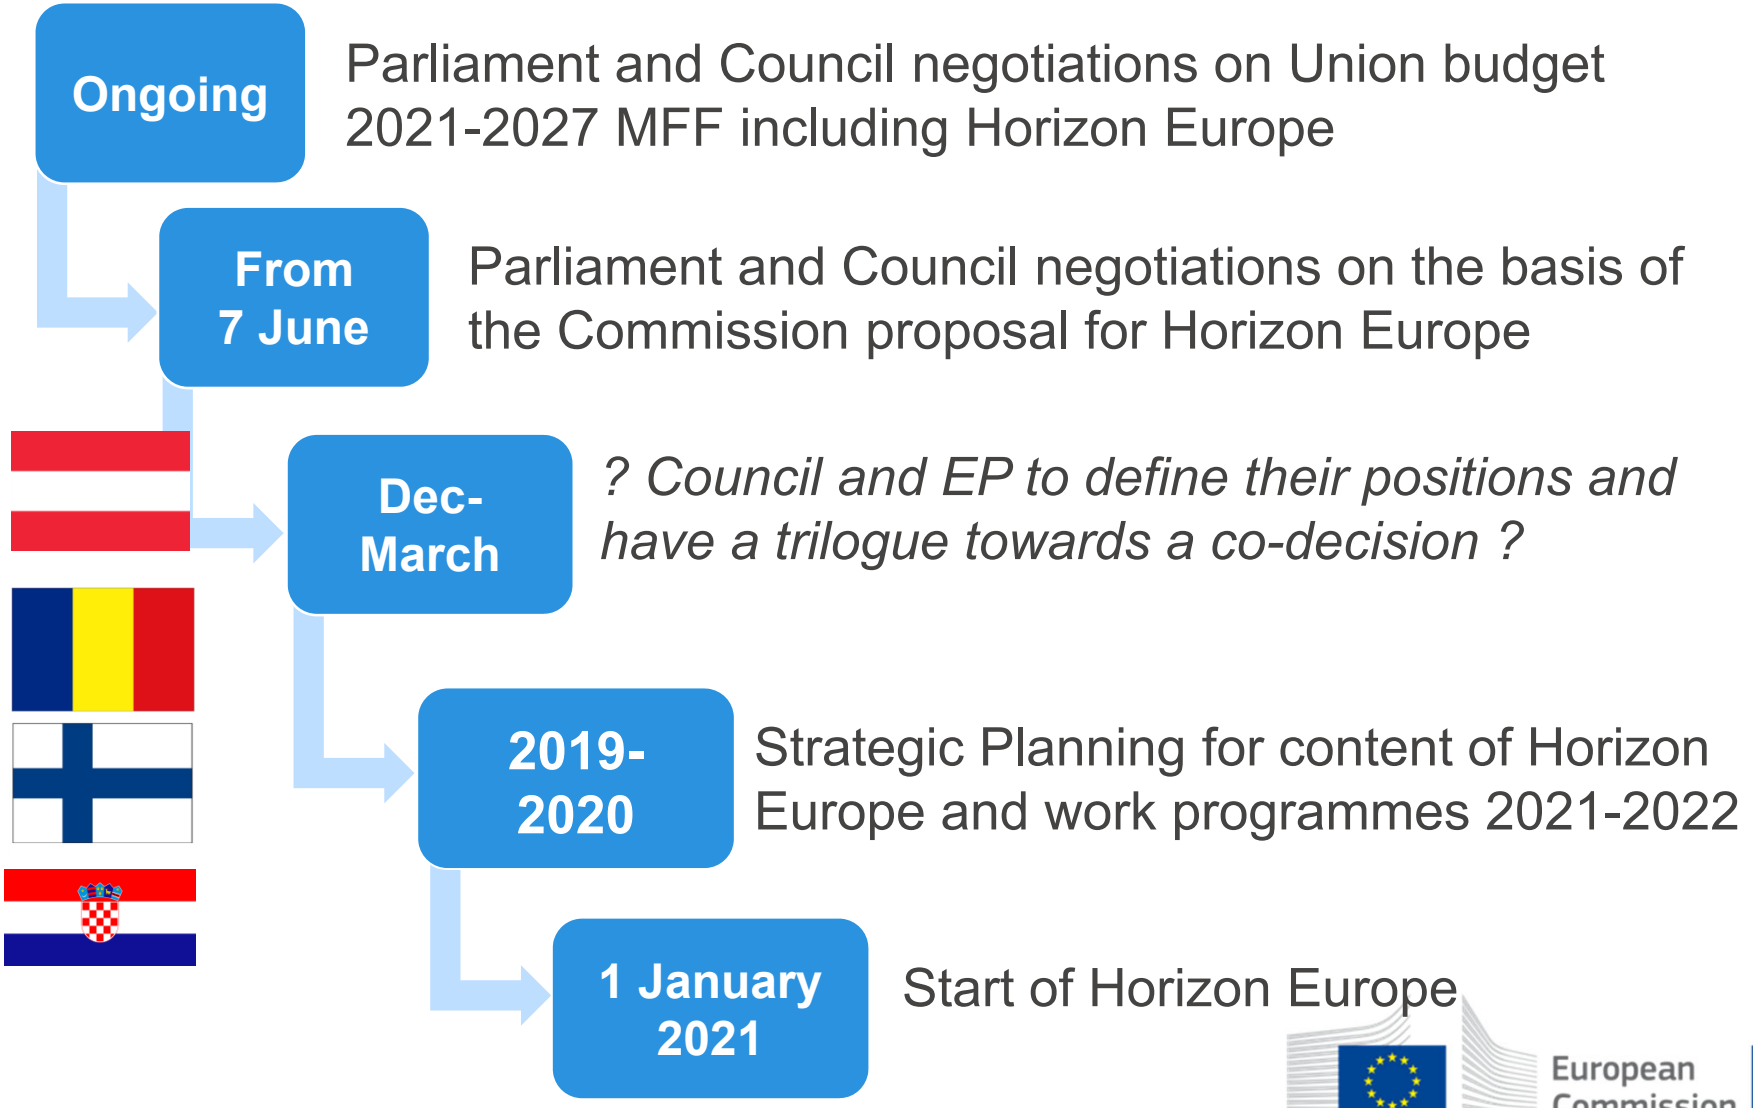 Ongoing
Parliament and Council negotiations on Union budget
2021-2027 MFF including Horizon Europe
From
7 June
Parliament and Council negotiations on the basis of
the Commission proposal for Horizon Europe
Dec-
March
? Council and EP to define their positions and
have a trilogue towards a co-decision ?
2019-
2020
Strategic Planning for content of Horizon
Europe and work programmes 2021-2022
1 January
2021
Start of Horizon Europe
European
Commission